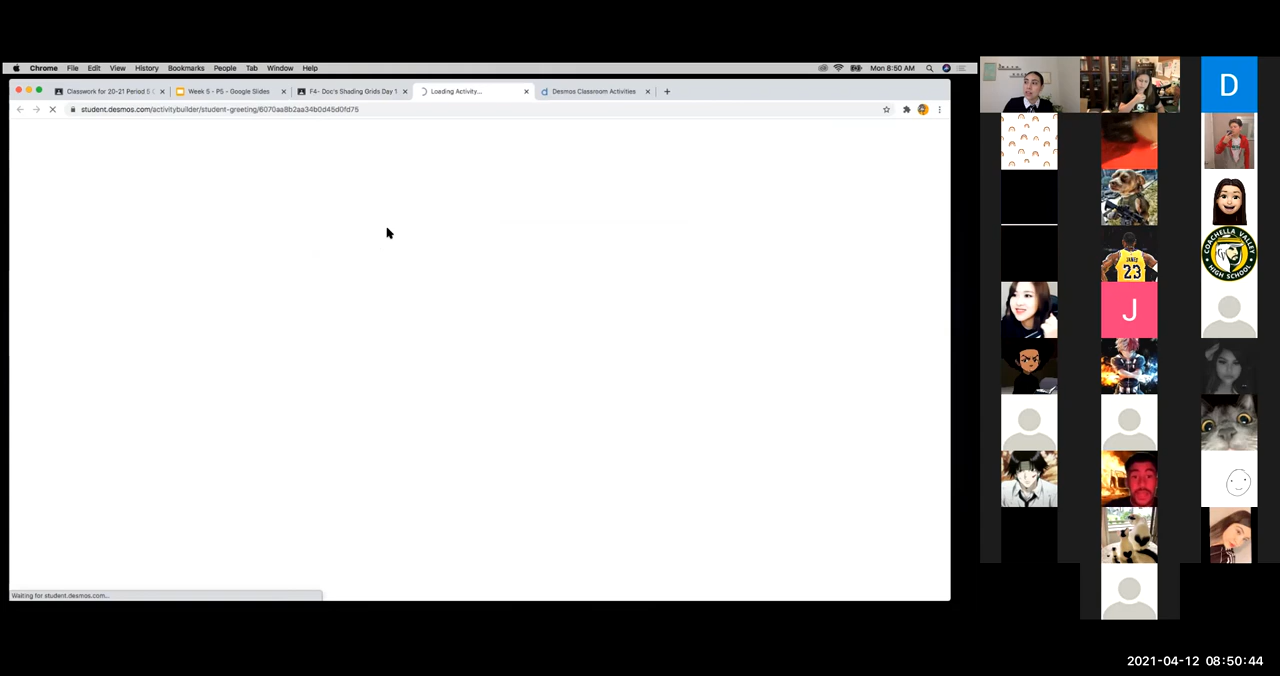 Chrome File Edit View History Bookmarks People Tab Window Help Mon 8:50 AM
Classwork for 20-21 Period 5 C Week 5 - P5 - Google Slides F4- Doc's Shading Grids Day 1 Loading Activity... Desmos Classroom Activities
student.desmos.com/activitybuilder/student-greeting/6070aa8b2aa34b0d45d0fd75
D
COACHELLA VALLEY
HIGH SCHOOL
JAMES
23
J
Waiting for student.desmos.com...
2021-04-12 08:50:44